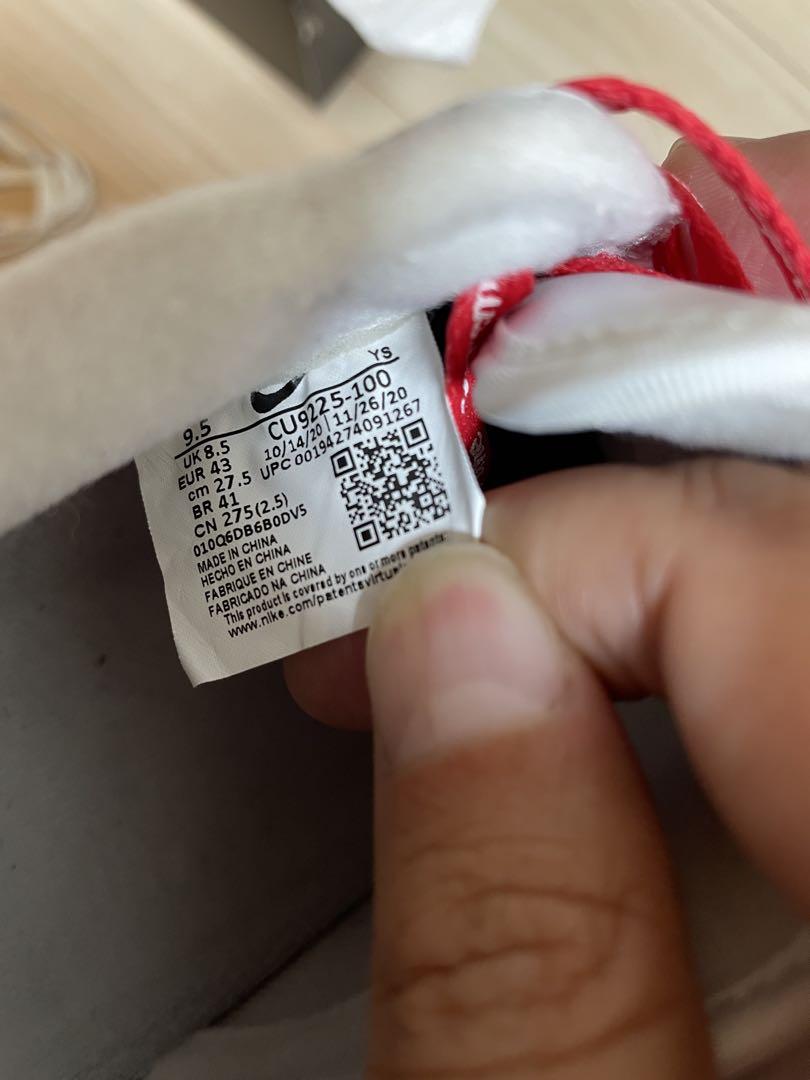 YS
9.5
CU9225-100
UK 8.5
10/14/20 | 11/26/20
EUR 43
UPC 00194274091267
cm 27.5
BR 41
CN 275(2.5)
010Q6DB6B0DV5
MADE IN CHINA
HECHO EN CHINA
FABRIQUE EN CHINE
FABRICADO NA CHINA
This product is covered by one or more patents.
www.nike.com/patentsvirtual